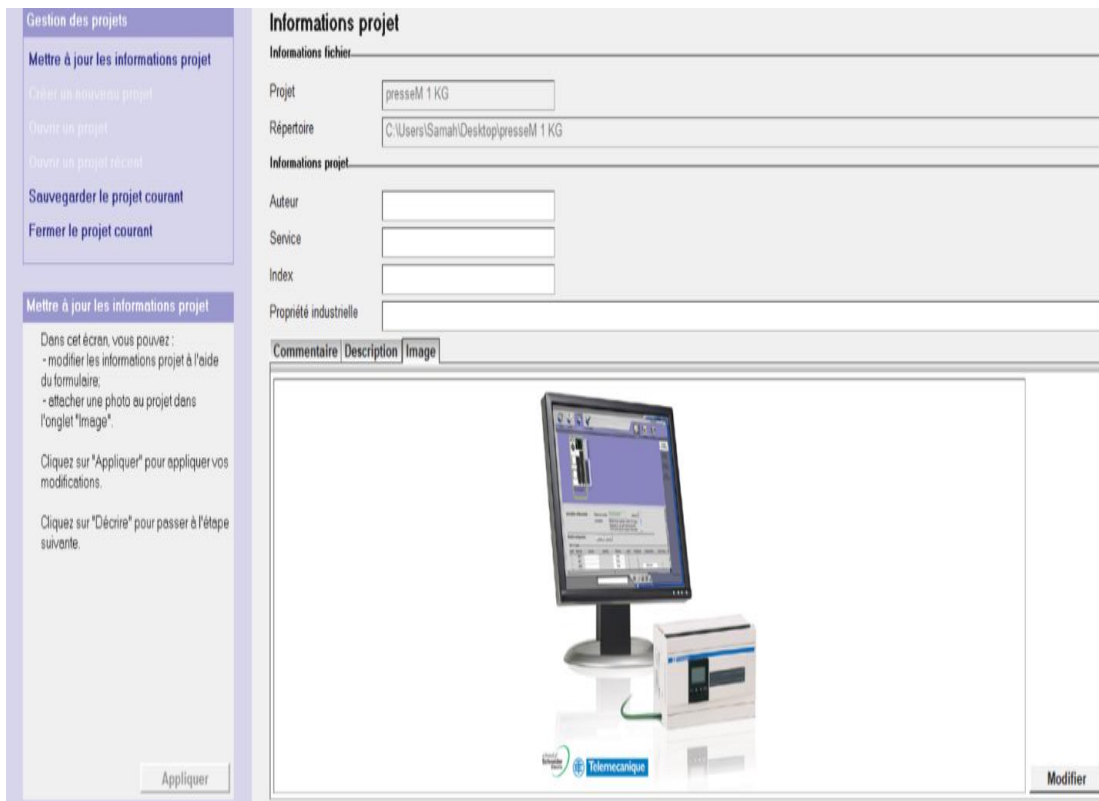 Gestion des projets
Mettre à jour les informations projet
Créer un nouveau projet
Ouvrir un projet
Ouvrir un projet récent
Sauvegarder le projet courant
Fermer le projet courant
Mettre à jour les informations projet
Dans cet écran, vous pouvez :
- modifier les informations projet à l'aide
du formulaire;
- attacher une photo au projet dans
l'onglet "Image".
Cliquez sur "Appliquer" pour appliquer vos
modifications.
Cliquez sur "Décrire" pour passer à l'étape
suivante.
Appliquer
Informations projet
Informations fichier
Projet
presseM 1 KG
Répertoire
C:\Users\Samah\Desktop\presseM 1 KG
Informations projet
Auteur
Service
Index
Propriété industrielle
Commentaire Description Image
Schneider
Telemecanique
Modifier